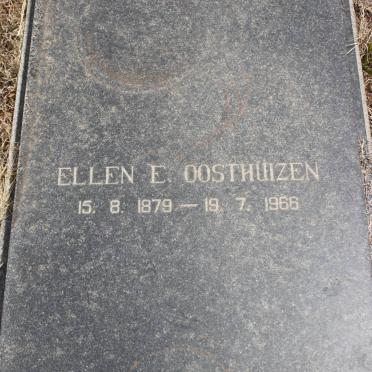 ELLEN E. OOSTHUIZEN
15. 8. 1879 — 19. 7. 1966